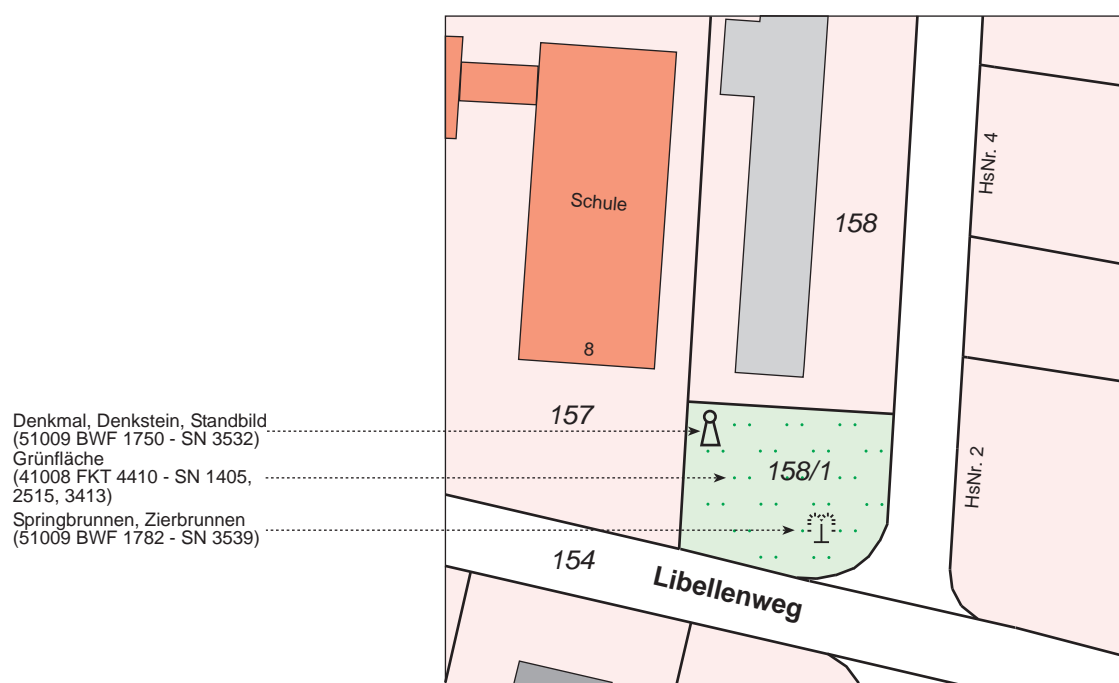 HsNr. 4
Schule
158
8
Denkmal, Denkstein, Standbild
(51009 BWF 1750 - SN 3532)
157
Grünfläche
(41008 FKT 4410 - SN 1405,
2515, 3413)
158/1
HsNr. 2
Springbrunnen, Zierbrunnen
(51009 BWF 1782 - SN 3539)
154
Libellenweg